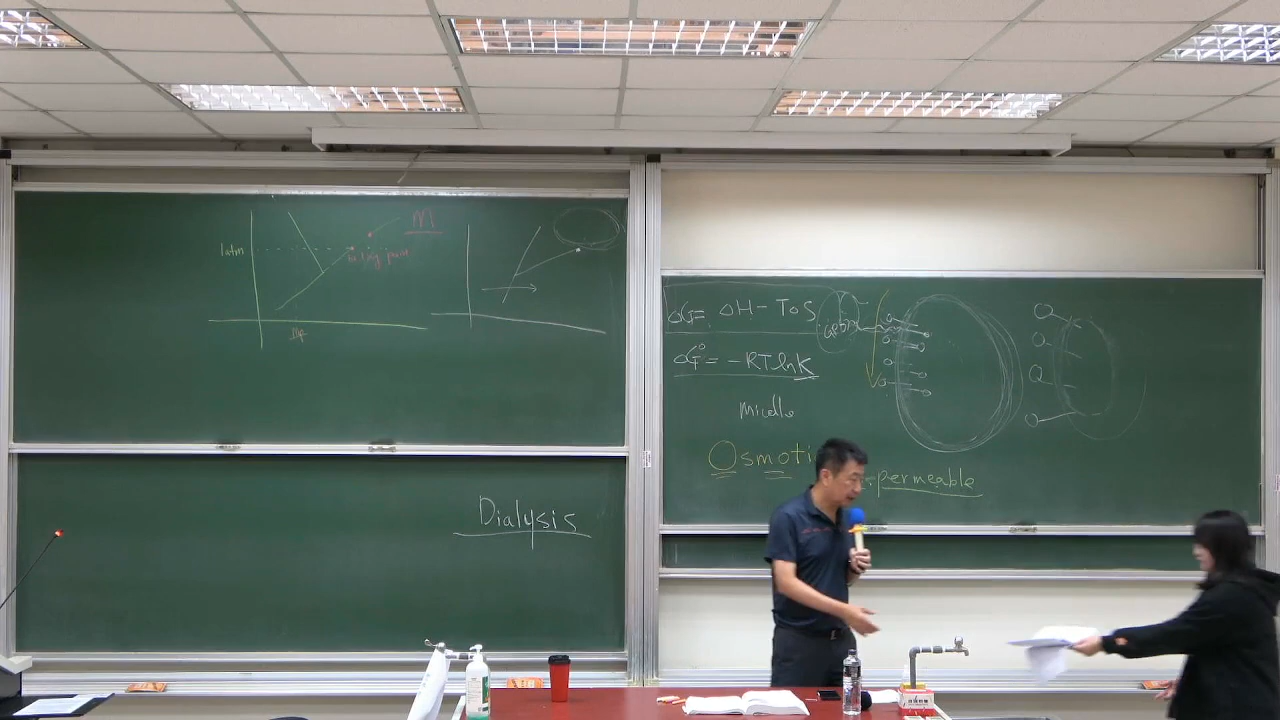 1atm
M
Dialysis
ΔG = ΔH - TΔS
ΔG° = -RTlnK
micelle
Osmoti
permeable